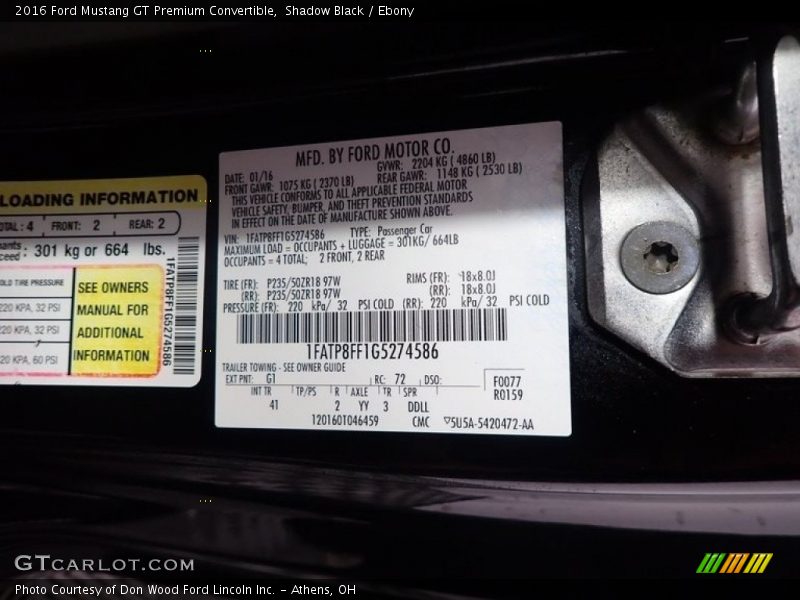 2016 Ford Mustang GT Premium Convertible, Shadow Black / Ebony
LOADING INFORMATION
TOTAL : 4 FRONT: 2 REAR: 2
301 kg or 664 lbs.
COLD TIRE PRESSURE
220 KPA, 32 PSI
220 KPA, 32 PSI
KPA, 60 PSI
SEE OWNERS
MANUAL FOR
ADDITIONAL
INFORMATION
1FATP8FF1G5274586
MFD. BY FORD MOTOR CO.
DATE: 01/16 GVWR: 2204 KG ( 4860 LB)
FRONT GAWR: 1075 KG ( 2370 LB) REAR GAWR: 1148 KG ( 2530 LB)
THIS VEHICLE CONFORMS TO ALL APPLICABLE FEDERAL MOTOR
VEHICLE SAFETY, BUMPER, AND THEFT PREVENTION STANDARDS
IN EFFECT ON THE DATE OF MANUFACTURE SHOWN ABOVE.
VIN: 1FATP8FF1G5274586 TYPE: Passenger Car
MAXIMUM LOAD = OCCUPANTS + LUGGAGE = 301KG/ 664LB
OCCUPANTS = 4 TOTAL; 2 FRONT, 2 REAR
TIRE (FR): P235/50ZR18 97W RIMS (FR): 18x8.0J
(RR): P235/50ZR18 97W (RR): 18x8.0J
PRESSURE (FR): 220 kPa/ 32 PSI COLD (RR): 220 kPa/ 32 PSI COLD
1FATP8FF1G5274586
TRAILER TOWING - SEE OWNER GUIDE
EXT PNT: G1 RC: 72 DSO: F0077
INT TR TP/PS R AXLE TR SPR R0159
41 2 YY 3 DDLL
1201601046459 CMC ▽5U5A-5420472-AA
GTCARLOT.COM
Photo Courtesy of Don Wood Ford Lincoln Inc. - Athens, OH